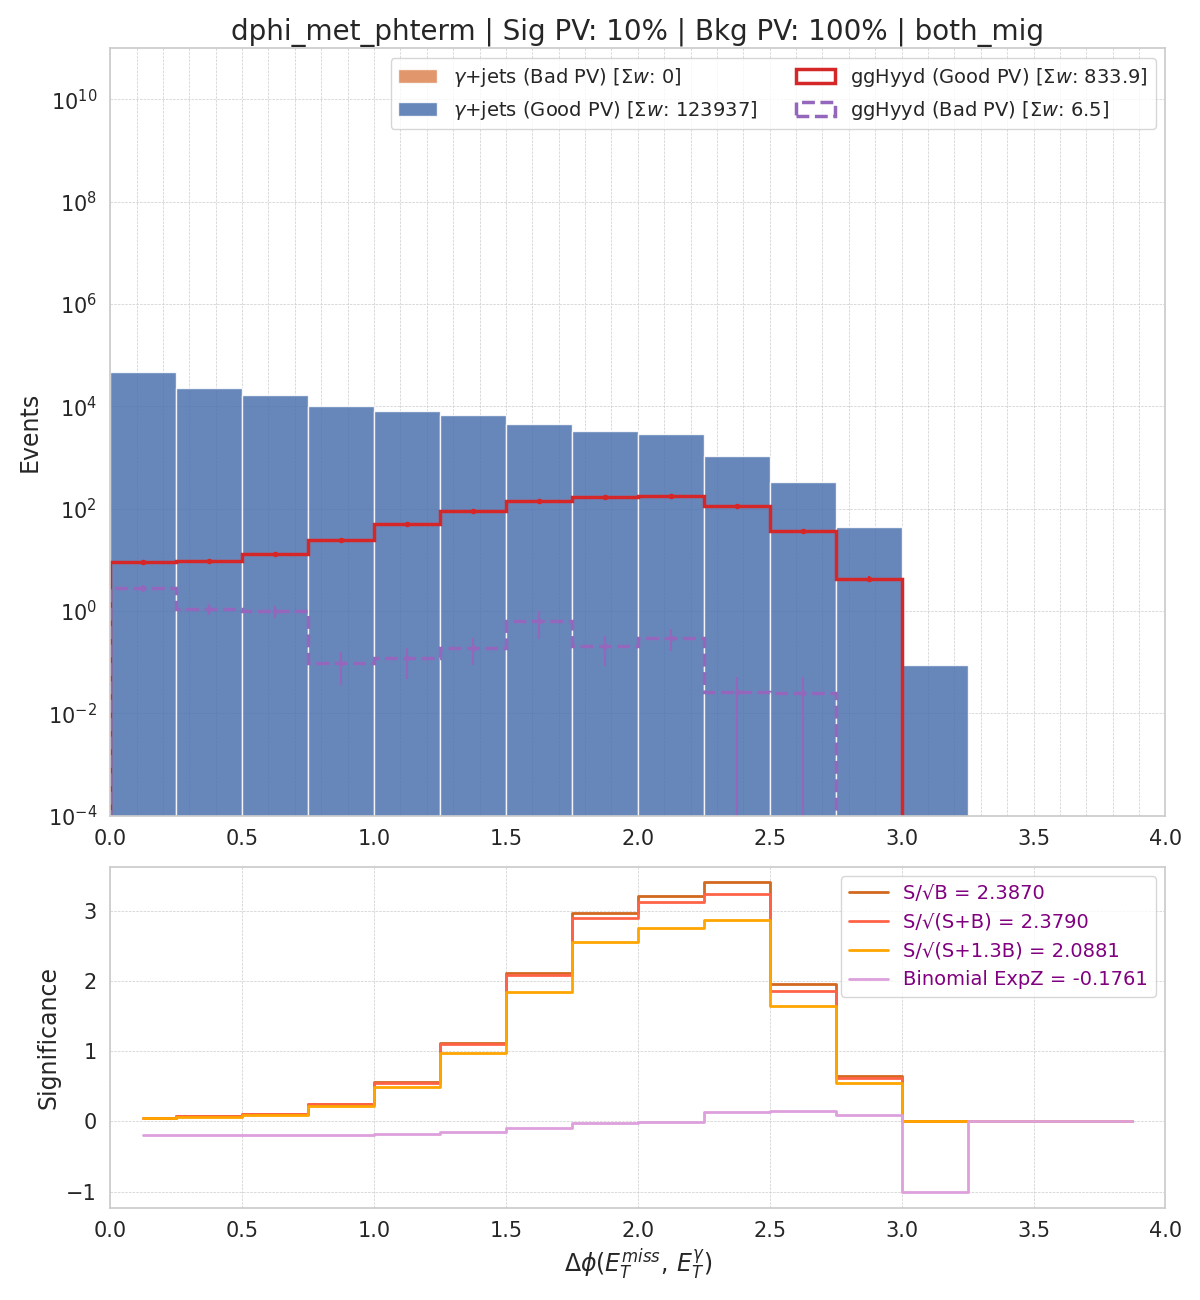 dphi_met_phterm | Sig PV: 10% | Bkg PV: 100% | both_mig
γ+jets (Bad PV) [Σw: 0]
γ+jets (Good PV) [Σw: 123937]
ggHyyd (Good PV) [Σw: 833.9]
ggHyyd (Bad PV) [Σw: 6.5]
Events
10^10
10^8
10^6
10^4
10^2
10^0
10^−2
10^−4
0.0 0.5 1.0 1.5 2.0 2.5 3.0 3.5 4.0
S/√B = 2.3870
S/√(S+B) = 2.3790
S/√(S+1.3B) = 2.0881
Binomial ExpZ = -0.1761
Significance
3
2
1
0
−1
0.0 0.5 1.0 1.5 2.0 2.5 3.0 3.5 4.0
Δϕ(E_T^miss, E_T^γ)